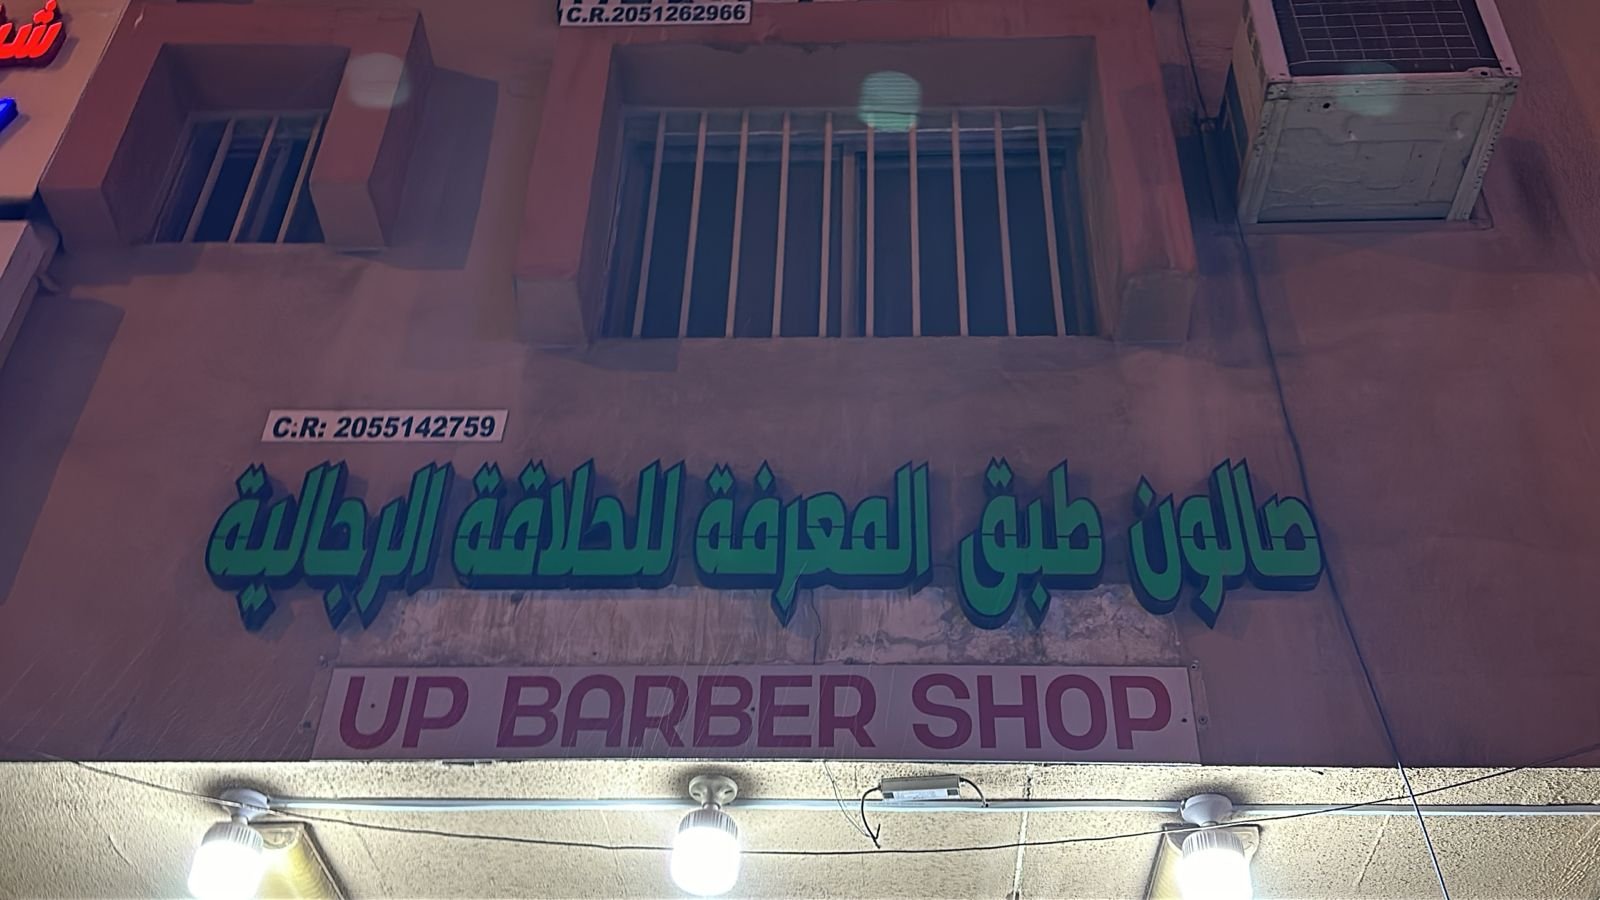 C.R.2051262966
C.R: 2055142759
صالون طبق المعرفة للحلاقة الرجالية
UP BARBER SHOP